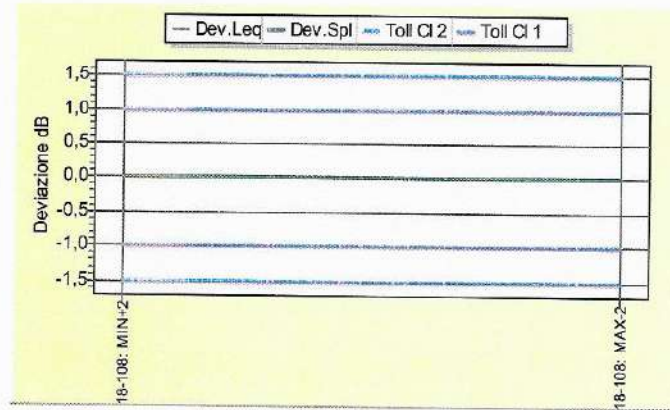 Dev.Leq Dev.Spl Toll Cl 2 Toll Cl 1
Deviazione dB
1,5
1,0
0,5
0,0
-0,5
-1,0
-1,5
18-108: MIN+2
18-108: MAX-2